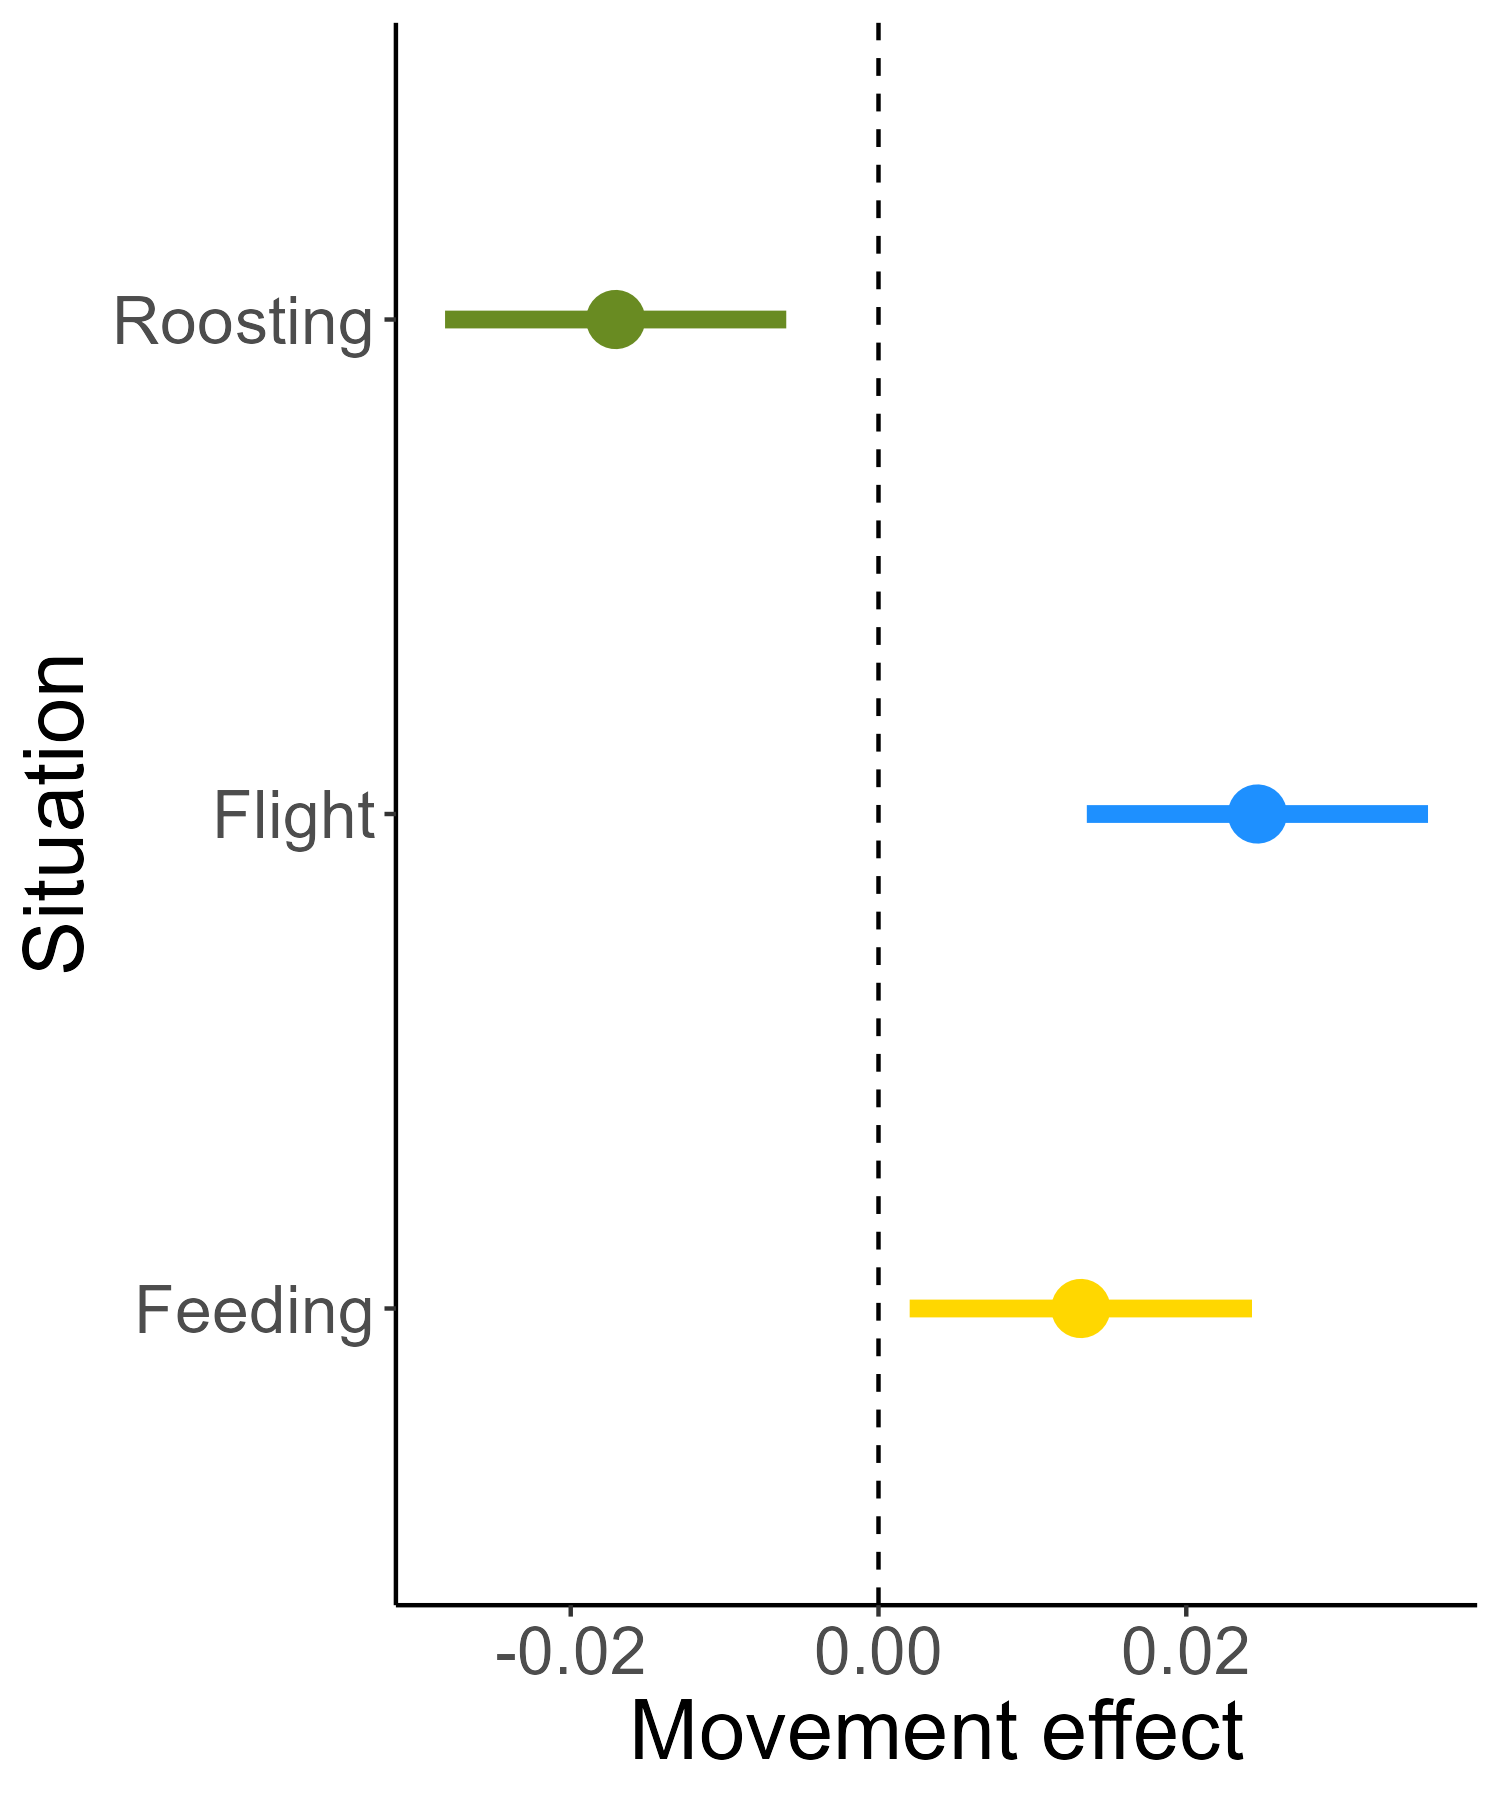 Situation
Roosting
Flight
Feeding
-0.02 0.00 0.02
Movement effect